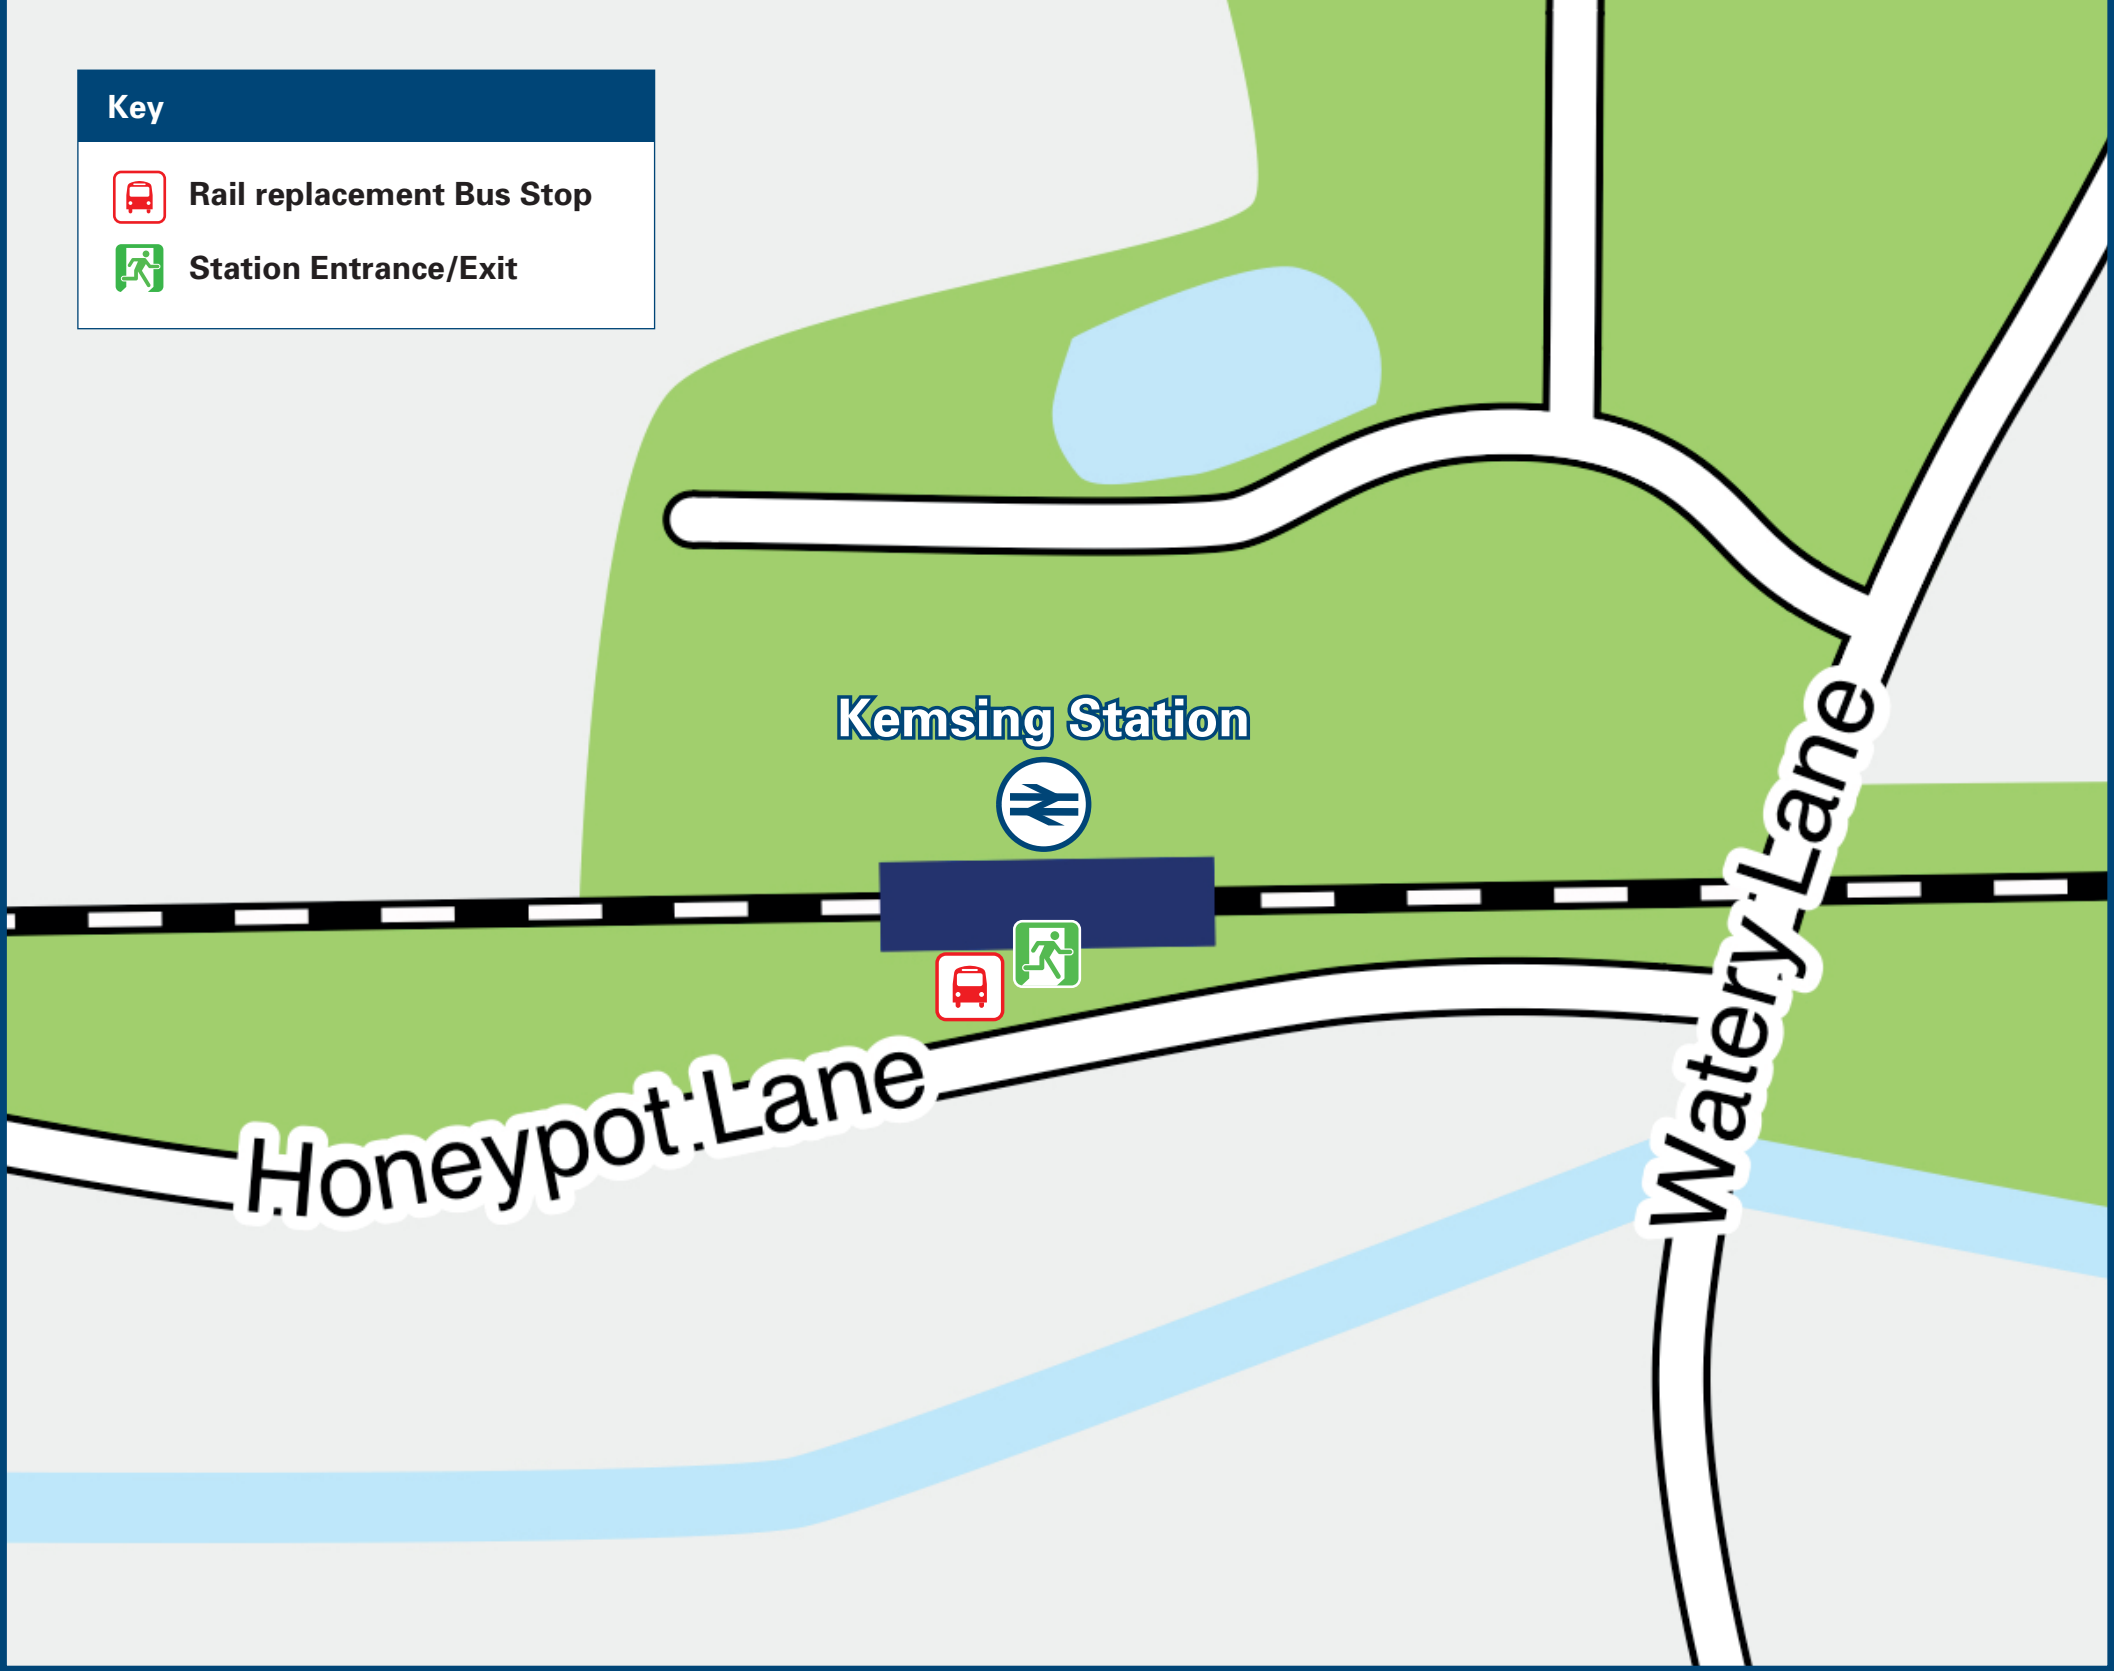 Key
Rail replacement Bus Stop
Station Entrance/Exit
Kemsing Station
Watery Lane
Honeypot Lane